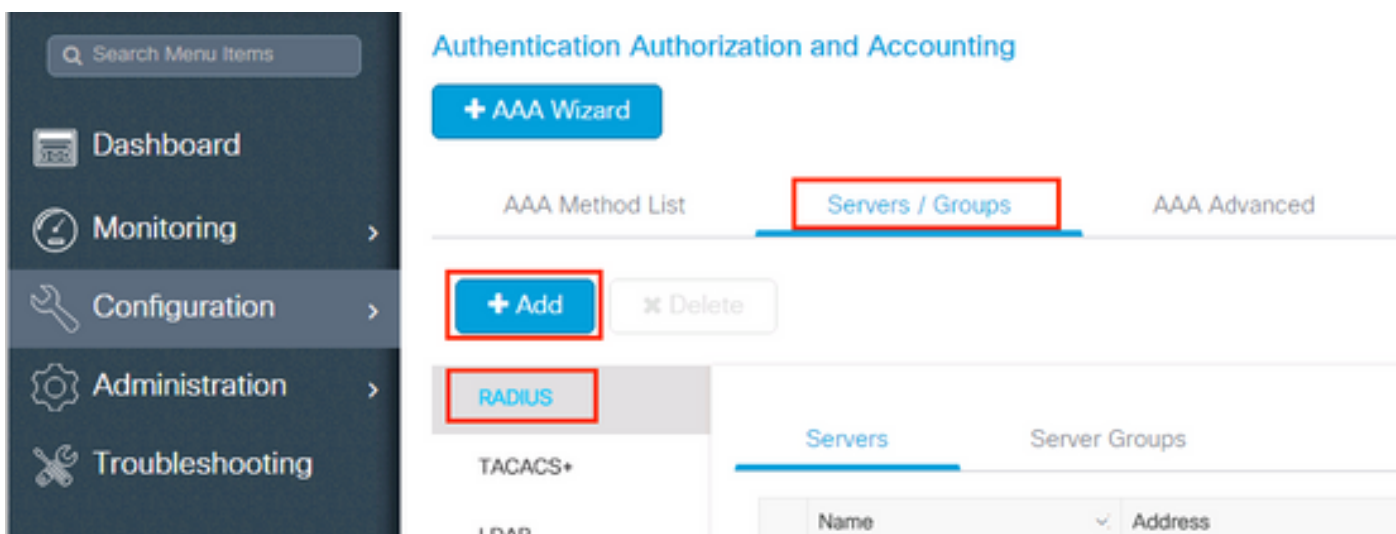 Search Menu Items
Dashboard
Monitoring
Configuration
Administration
Troubleshooting
Authentication Authorization and Accounting
+ AAA Wizard
AAA Method List
Servers / Groups
AAA Advanced
+ Add
× Delete
RADIUS
TACACS+
LDAP
Servers
Server Groups
Name
Address